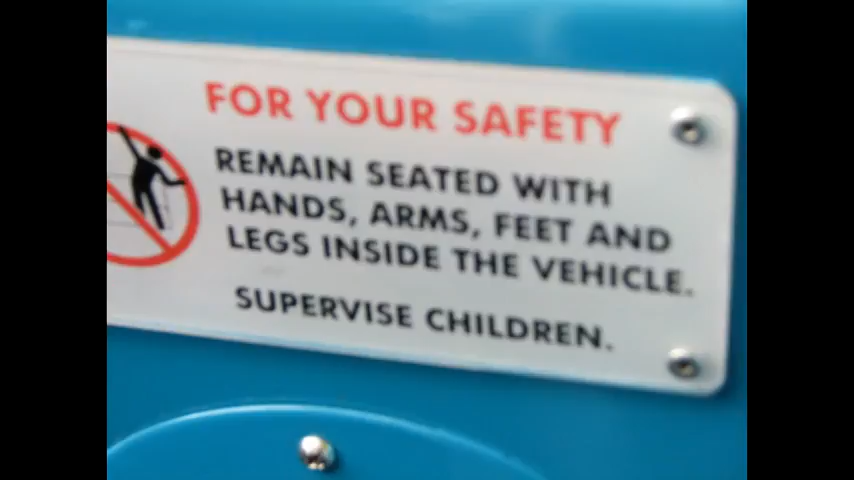 FOR YOUR SAFETY
REMAIN SEATED WITH
HANDS, ARMS, FEET AND
LEGS INSIDE THE VEHICLE.
SUPERVISE CHILDREN.